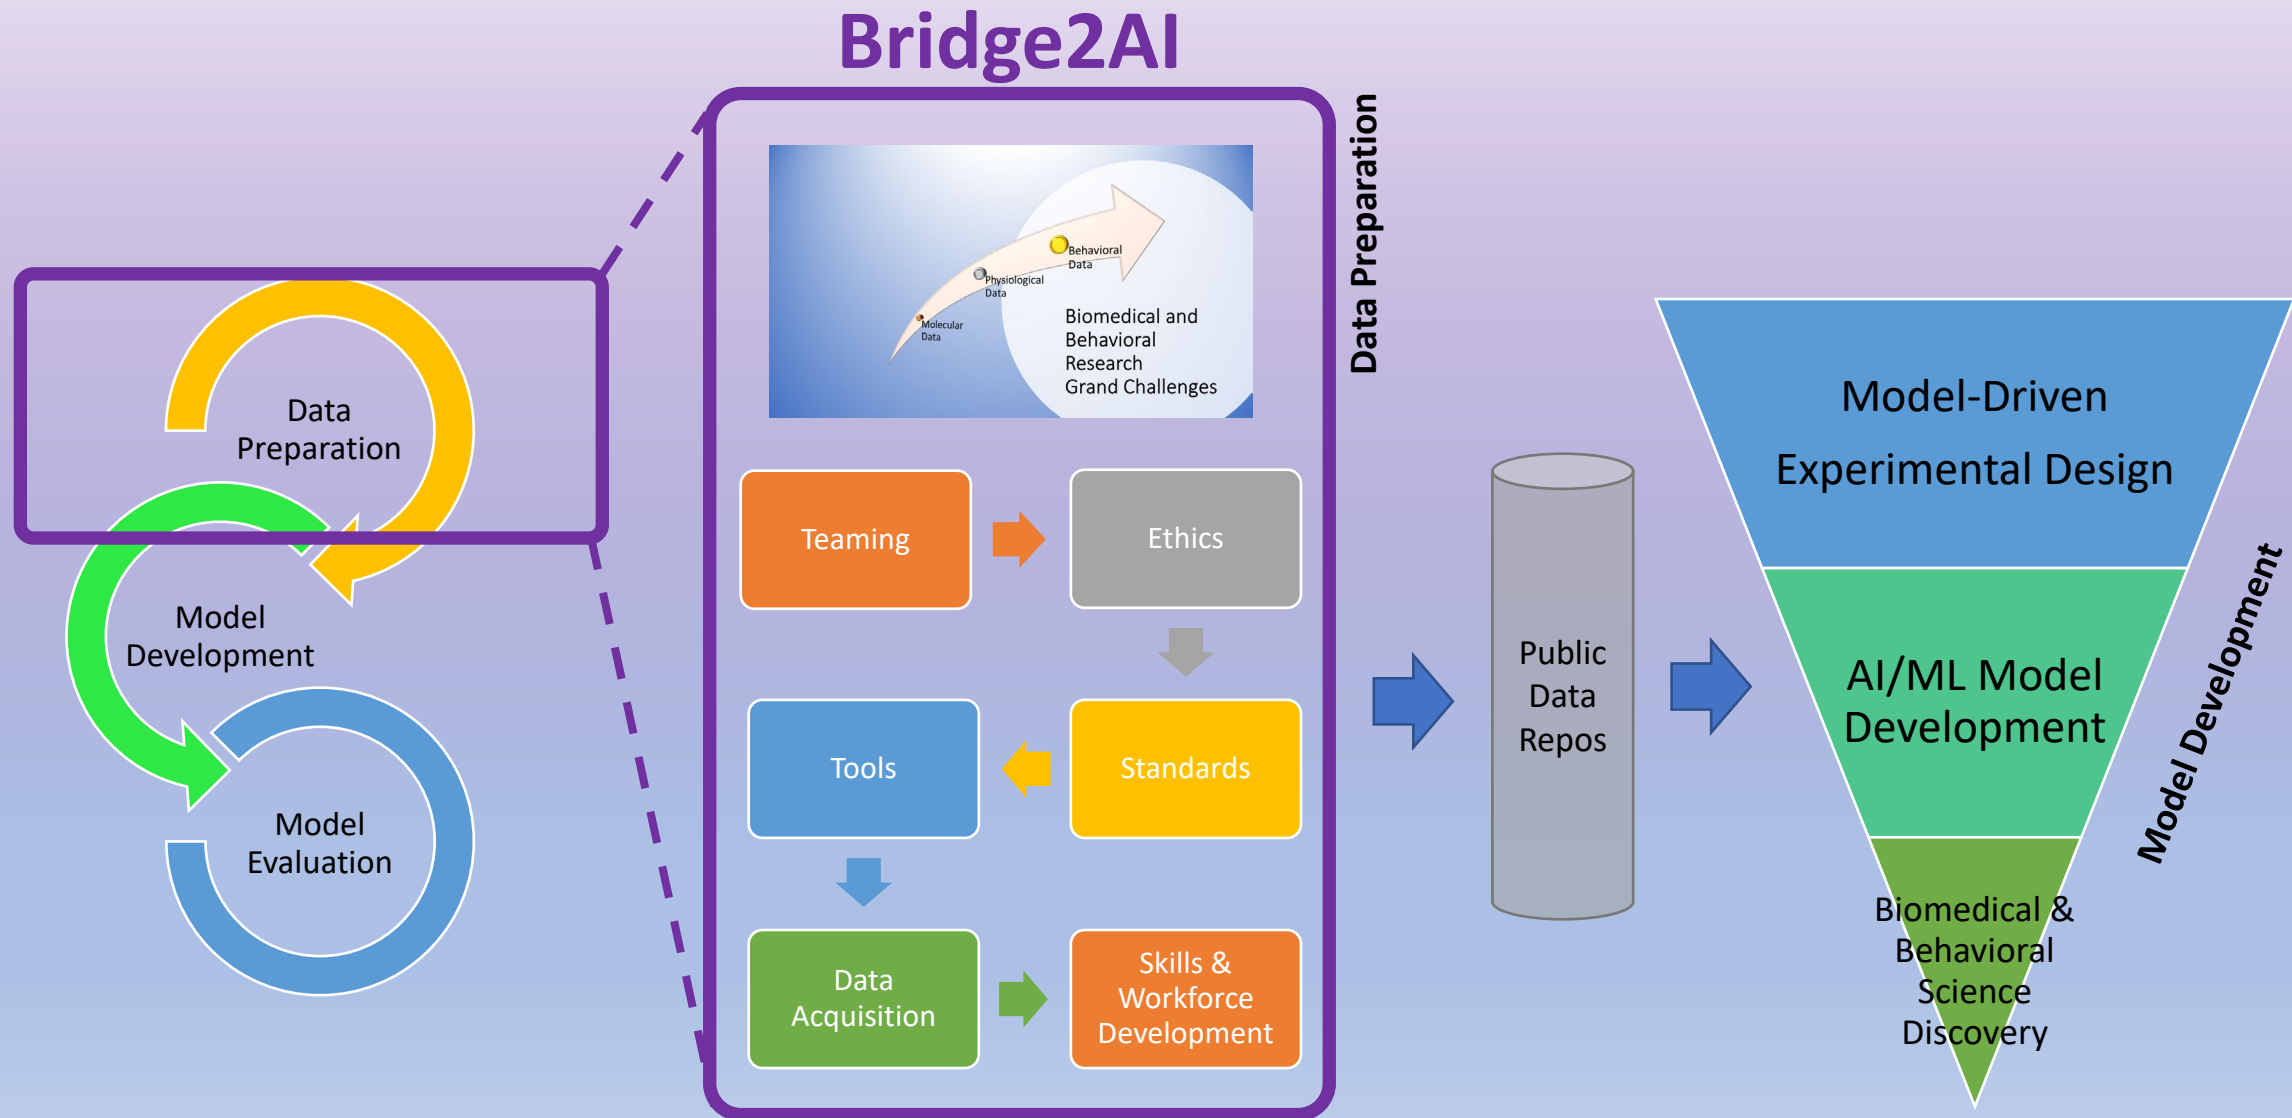 Bridge2AI
Data
Preparation
Model
Development
Model
Evaluation
Behavioral
Data
Physiological
Data
Molecular
Data
Biomedical and
Behavioral
Research
Grand Challenges
Data Preparation
Teaming
Ethics
Tools
Standards
Data
Acquisition
Skills &
Workforce
Development
Public
Data
Repos
Model-Driven
Experimental Design
AI/ML Model
Development
Biomedical &
Behavioral
Science
Discovery
Model Development